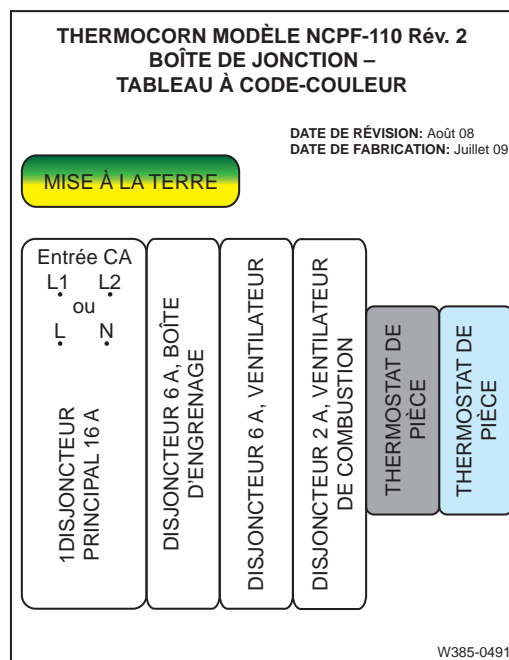 THERMOCORN MODÈLE NCPF-110 Rév. 2
BOÎTE DE JONCTION –
TABLEAU À CODE-COULEUR
DATE DE RÉVISION: Août 08
DATE DE FABRICATION: Juillet 09
MISE À LA TERRE
Entrée CA
L1 L2
ou
L N
1DISJONCTEUR
PRINCIPAL 16 A
DISJONCTEUR 6 A, BOÎTE
D'ENGRENAGE
DISJONCTEUR 6 A, VENTILATEUR
DISJONCTEUR 2 A, VENTILATEUR
DE COMBUSTION
THERMOSTAT DE
PIÈCE
THERMOSTAT DE
PIÈCE
W385-0491